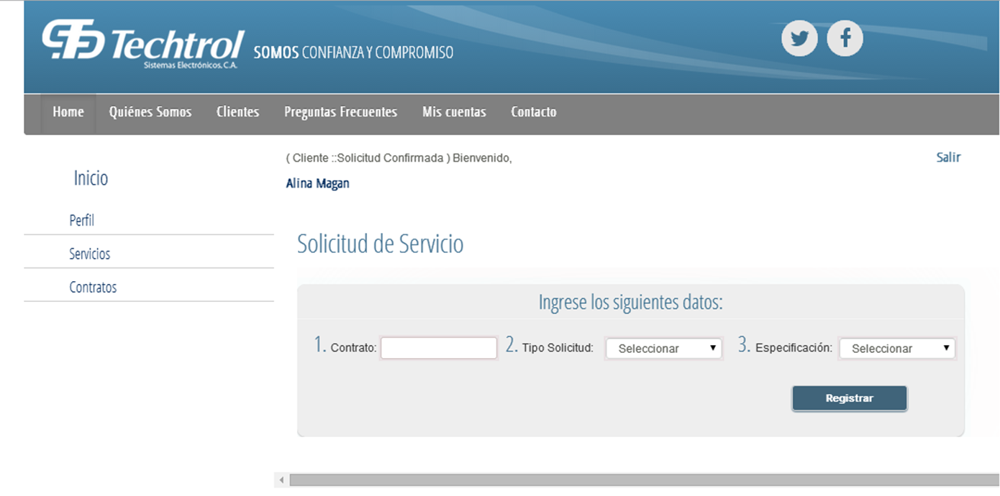 Techtrol
Sistemas Electrónicos, C.A.
SOMOS CONFIANZA Y COMPROMISO
Home Quiénes Somos Clientes Preguntas Frecuentes Mis cuentas Contacto
( Cliente ::Solicitud Confirmada ) Bienvenido,
Salir
Alina Magan
Inicio
Perfil
Servicios
Contratos
Solicitud de Servicio
Ingrese los siguientes datos:
1. Contrato: 2. Tipo Solicitud: Seleccionar 3. Especificación: Seleccionar
Registrar